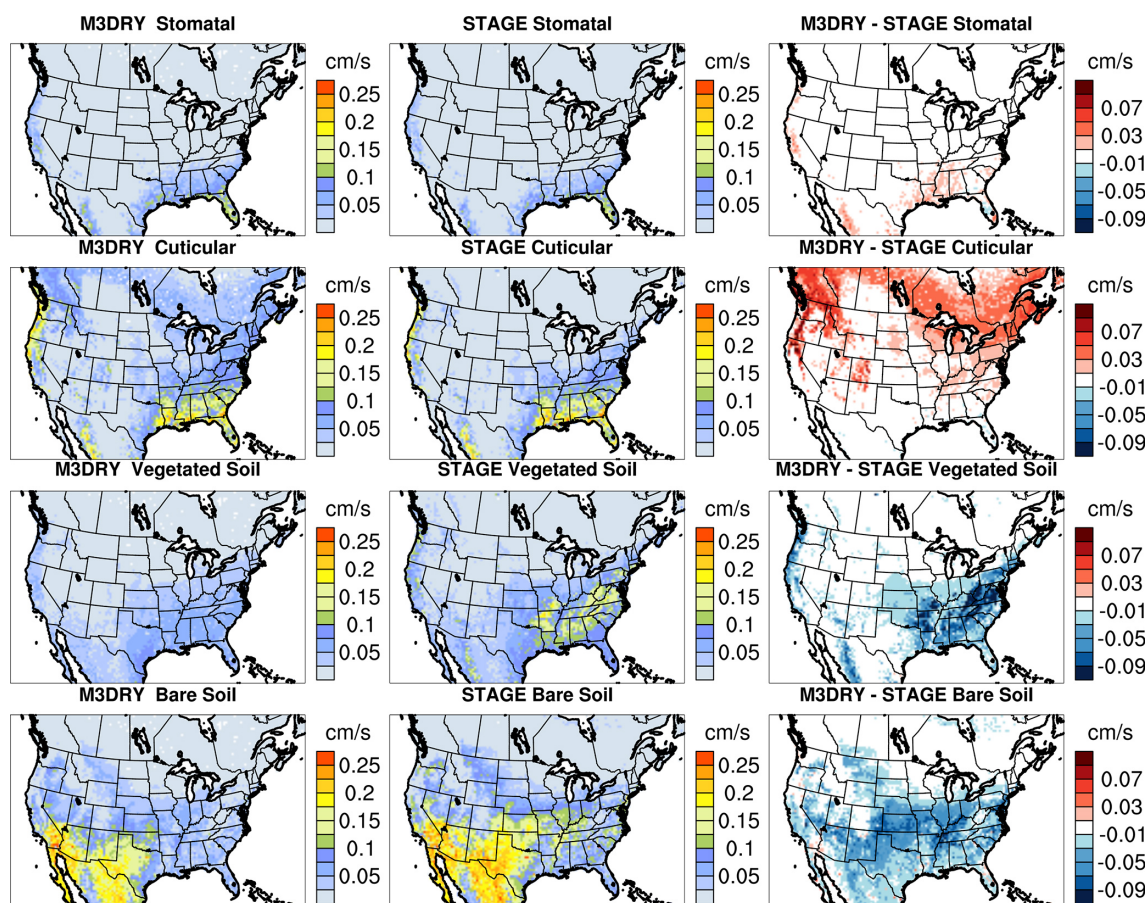 M3DRY Stomatal
STAGE Stomatal
M3DRY - STAGE Stomatal
cm/s
0.25
0.2
0.15
0.1
0.05
cm/s
0.25
0.2
0.15
0.1
0.05
cm/s
0.07
0.03
-0.01
-0.05
-0.09
M3DRY Cuticular
STAGE Cuticular
M3DRY - STAGE Cuticular
cm/s
0.25
0.2
0.15
0.1
0.05
cm/s
0.25
0.2
0.15
0.1
0.05
cm/s
0.07
0.03
-0.01
-0.05
-0.09
M3DRY Vegetated Soil
STAGE Vegetated Soil
M3DRY - STAGE Vegetated Soil
cm/s
0.25
0.2
0.15
0.1
0.05
cm/s
0.25
0.2
0.15
0.1
0.05
cm/s
0.07
0.03
-0.01
-0.05
-0.09
M3DRY Bare Soil
STAGE Bare Soil
M3DRY - STAGE Bare Soil
cm/s
0.25
0.2
0.15
0.1
0.05
cm/s
0.25
0.2
0.15
0.1
0.05
cm/s
0.07
0.03
-0.01
-0.05
-0.09